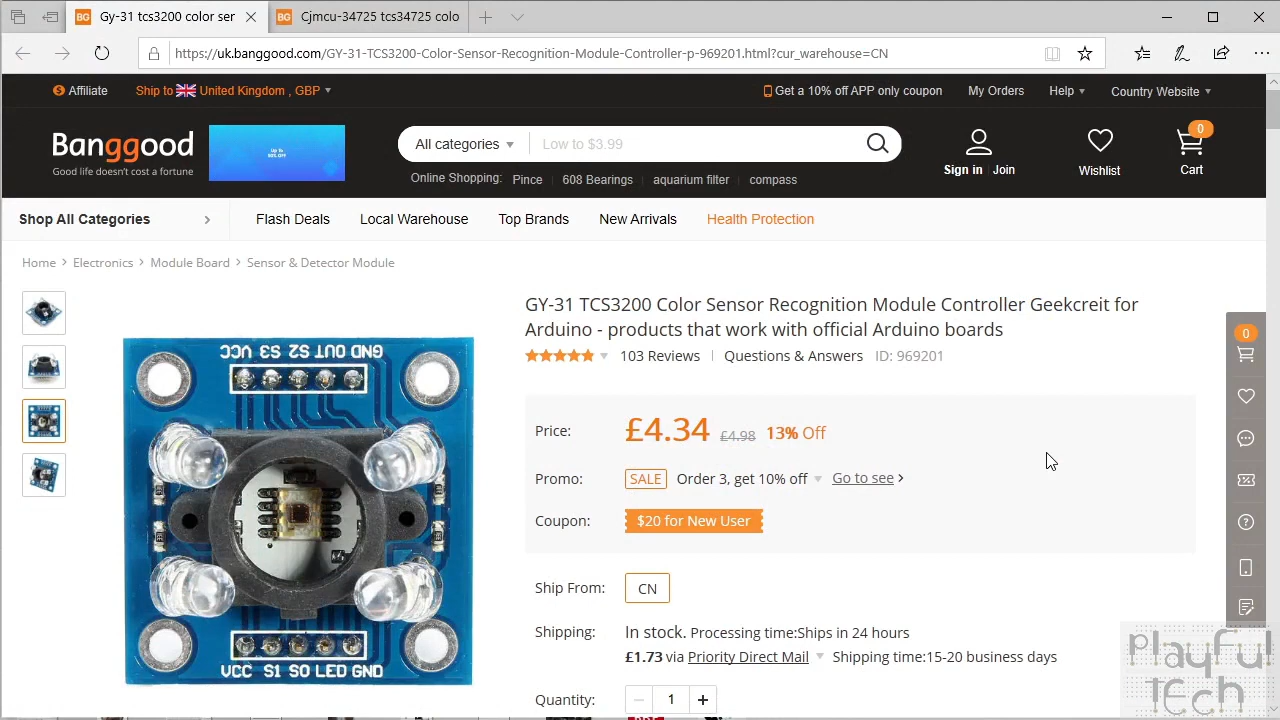 Gy-31 tcs3200 color ser
Cjmcu-34725 tcs34725 colo
https://uk.banggood.com/GY-31-TCS3200-Color-Sensor-Recognition-Module-Controller-p-969201.html?cur_warehouse=CN
Affiliate
Ship to United Kingdom , GBP
Get a 10% off APP only coupon
My Orders
Help
Country Website
Banggood
Good life doesn't cost a fortune
Up To
All categories
Low to $3.99
Online Shopping: Pince 608 Bearings aquarium filter compass
Sign in Join
Wishlist
0
Cart
Shop All Categories
Flash Deals
Local Warehouse
Top Brands
New Arrivals
Health Protection
Home > Electronics > Module Board > Sensor & Detector Module
GY-31 TCS3200 Color Sensor Recognition Module Controller Geekcreit for
Arduino - products that work with official Arduino boards
103 Reviews
Questions & Answers
ID: 969201
GND OUT S2 S3 VCC
VCC S1 S0 LED GND
Price: £4.34 £4.98 13% Off
Promo: SALE Order 3, get 10% off Go to see >
Coupon: $20 for New User
Ship From: CN
Shipping: In stock. Processing time:Ships in 24 hours
£1.73 via Priority Direct Mail Shipping time:15-20 business days
Quantity: − 1 +
0
playful
tech